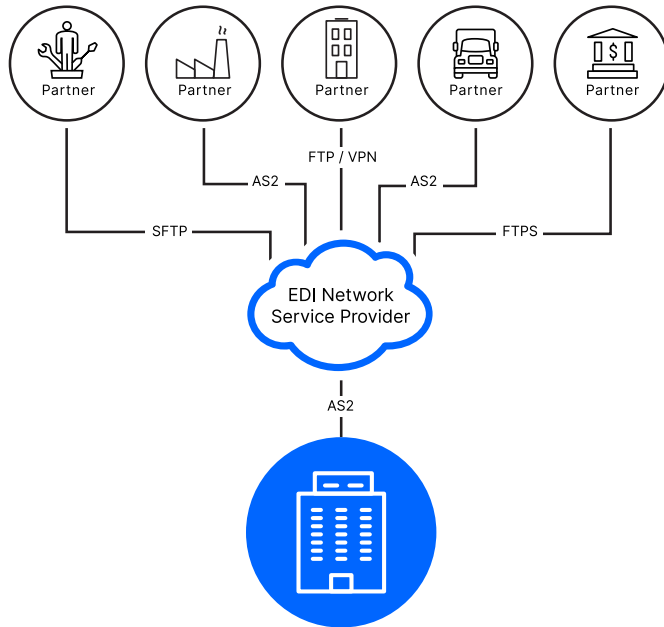 Partner
Partner
Partner
Partner
Partner
FTP / VPN
AS2
AS2
SFTP
FTPS
EDI Network
Service Provider
AS2
$